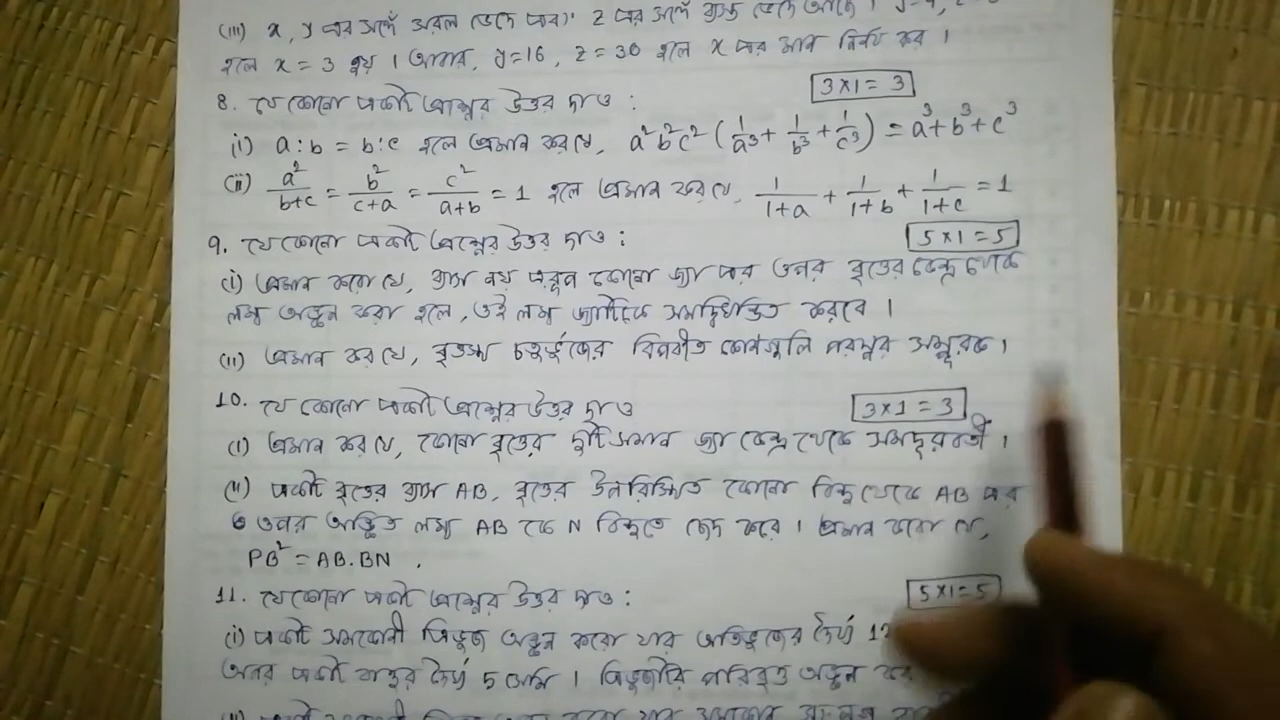 (iii) x, y এর সঙ্গে সরল ভেদে এবং z এর সঙ্গে ব্যস্ত ভেদে আছে।
হলে x = 3 হয়। আবার, y=16, z = 30 হলে x এর মান নির্ণয় কর।
8. যে কোনো একটি প্রশ্নের উত্তর দাও : 3×1= 3
(i) a:b = b:c হলে প্রমাণ কর যে, a²b²c² (1/a³ + 1/b³ + 1/c³) = a³+b³+c³
(ii) a²/b+c = b²/c+a = c²/a+b = 1 হলে প্রমাণ কর যে, 1/1+a + 1/1+b + 1/1+c = 1
9. যে কোনো একটি প্রশ্নের উত্তর দাও : 5×1=5
(i) প্রমাণ করো যে, ব্যাস নয় এরূপ কোনো জ্যা এর ওপর বৃত্তের কেন্দ্র থেকে
লম্ব অঙ্কন করা হলে, ওই লম্ব জ্যাটিকে সমদ্বিখন্ডিত করবে।
(ii) প্রমাণ কর যে, বৃত্তস্থ চতুর্ভুজের বিপরীত কোণগুলি পরস্পর সম্পূরক।
10. যে কোনো একটি প্রশ্নের উত্তর দাও 3×1 = 3
(i) প্রমাণ কর যে, কোনো বৃত্তের দুটি সমান জ্যা কেন্দ্র থেকে সমদূরবর্তী।
(ii) একটি বৃত্তের ব্যাস AB, বৃত্তের উপরিস্থিত কোনো বিন্দু থেকে AB এর
ওপর অঙ্কিত লম্ব AB কে N বিন্দুতে ছেদ করে। প্রমাণ করো যে,
PB² = AB.BN.
11. যে কোনো একটি প্রশ্নের উত্তর দাও : 5×1=5
(i) একটি সমকোণী ত্রিভুজ অঙ্কন করো যার অতিভুজের দৈর্ঘ্য
অপর একটি বাহুর দৈর্ঘ্য 5 সেমি। ত্রিভুজটির পরিবৃত্ত অঙ্কন